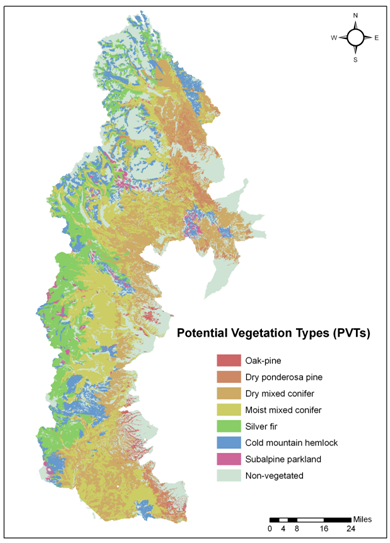 N
W E
S
Potential Vegetation Types (PVTs)
Oak-pine
Dry ponderosa pine
Dry mixed conifer
Moist mixed conifer
Silver fir
Cold mountain hemlock
Subalpine parkland
Non-vegetated
Miles
0 4 8 16 24